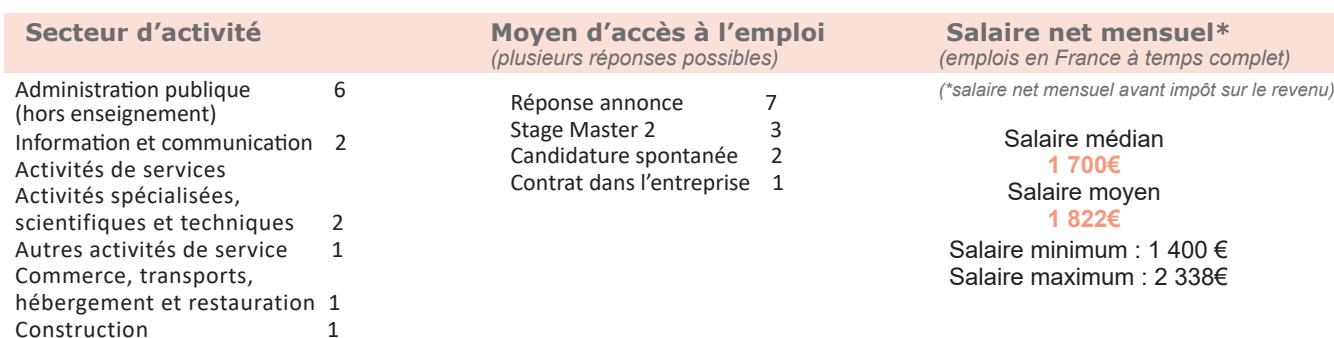 Secteur d’activité
Administration publique 6
(hors enseignement)
Information et communication 2
Activités de services
Activités spécialisées,
scientifiques et techniques 2
Autres activités de service 1
Commerce, transports,
hébergement et restauration 1
Construction 1
Moyen d’accès à l’emploi
(plusieurs réponses possibles)
Réponse annonce 7
Stage Master 2 3
Candidature spontanée 2
Contrat dans l’entreprise 1
Salaire net mensuel*
(emplois en France à temps complet)
(*salaire net mensuel avant impôt sur le revenu)
Salaire médian
1 700€
Salaire moyen
1 822€
Salaire minimum : 1 400 €
Salaire maximum : 2 338€